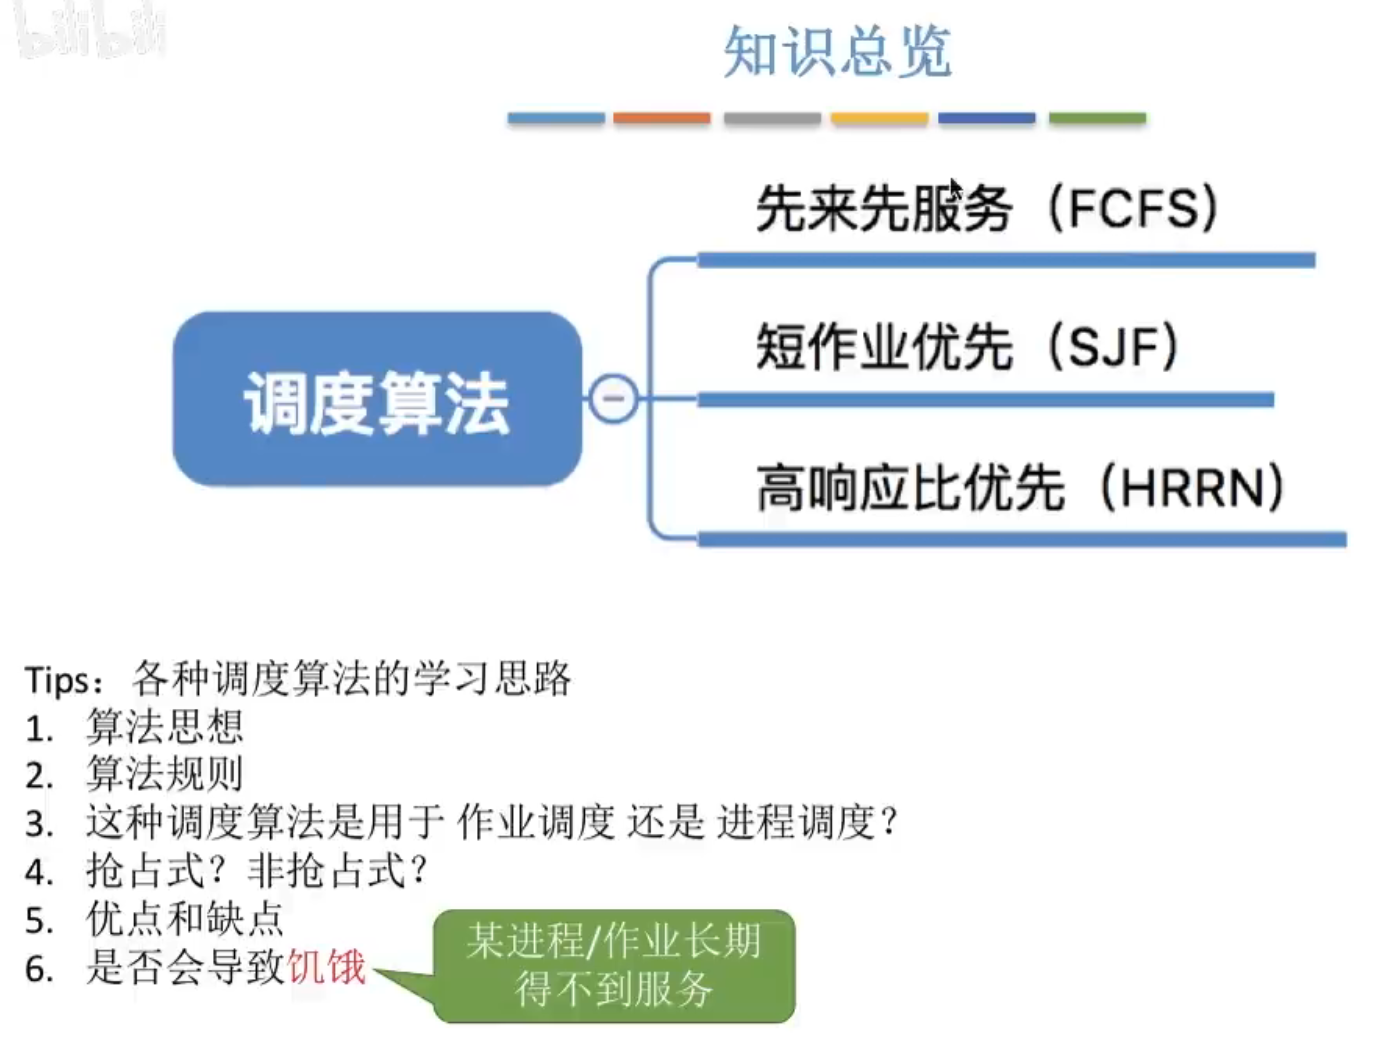 bilibili
知识总览
先来先服务（FCFS）
短作业优先（SJF）
调度算法
高响应比优先（HRRN）
Tips： 各种调度算法的学习思路
1. 算法思想
2. 算法规则
3. 这种调度算法是用于 作业调度 还是 进程调度？
4. 抢占式？非抢占式？
5. 优点和缺点
6. 是否会导致饥饿
某进程/作业长期
得不到服务